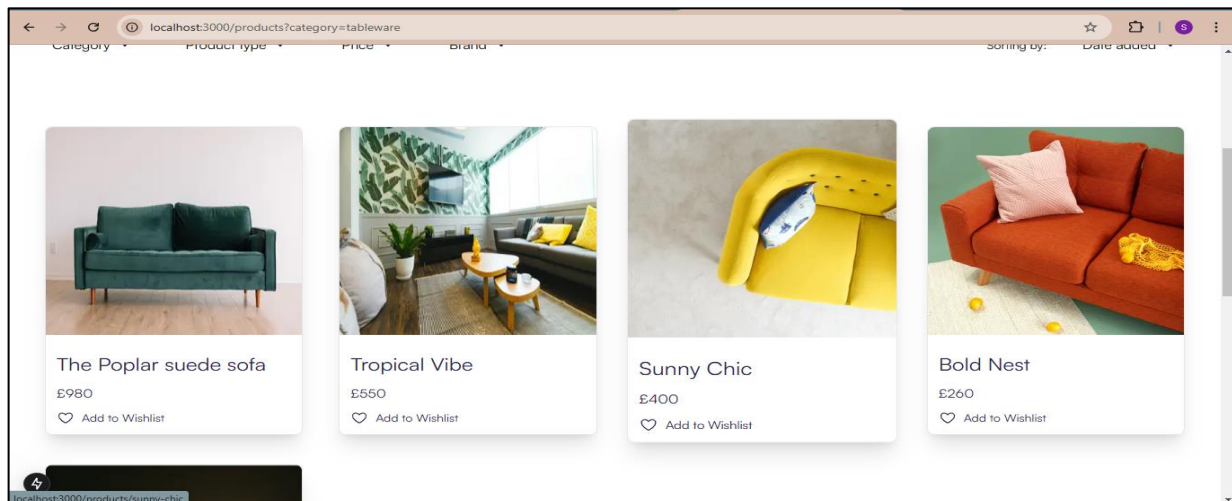 localhost:3000/products?category=tableware
S
Category Product Type Price Brand Sorting by: Date added
The Poplar suede sofa
£980
Add to Wishlist
Tropical Vibe
£550
Add to Wishlist
Sunny Chic
£400
Add to Wishlist
Bold Nest
£260
Add to Wishlist
localhost:3000/products/sunny-chic